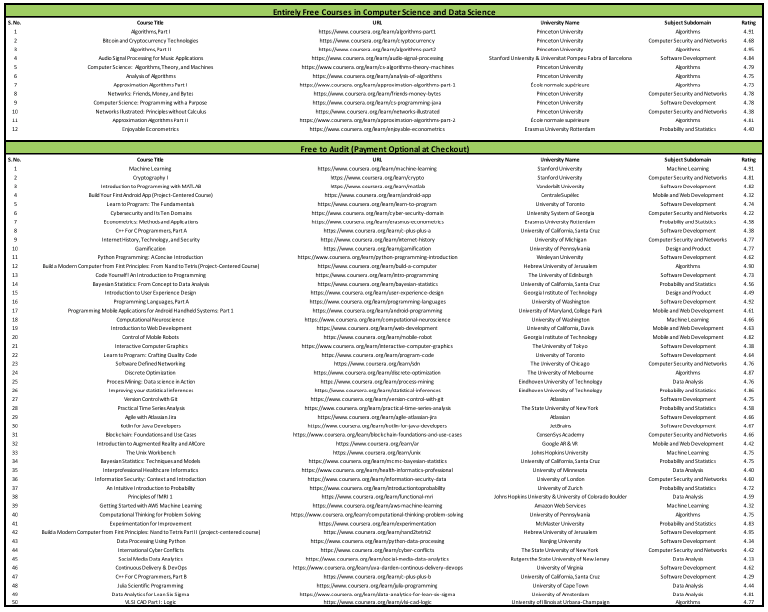 Entirely Free Courses in Computer Science and Data Science
S. No. Course Title URL University Name Subject Subdomain Rating
1 Algorithms, Part I https://www.coursera.org/learn/algorithms-part1 Princeton University Algorithms 4.91
2 Bitcoin and Cryptocurrency Technologies https://www.coursera.org/learn/cryptocurrency Princeton University Computer Security and Networks 4.68
3 Algorithms, Part II https://www.coursera.org/learn/algorithms-part2 Princeton University Algorithms 4.95
4 Audio Signal Processing for Music Applications https://www.coursera.org/learn/audio-signal-processing Stanford University & Universitat Pompeu Fabra of Barcelona Software Development 4.84
5 Computer Science: Algorithms, Theory, and Machines https://www.coursera.org/learn/cs-algorithms-theory-machines Princeton University Algorithms 4.79
6 Analysis of Algorithms https://www.coursera.org/learn/analysis-of-algorithms Princeton University Algorithms 4.75
7 Approximation Algorithms Part I https://www.coursera.org/learn/approximation-algorithms-part-1 École normale supérieure Algorithms 4.73
8 Networks: Friends, Money, and Bytes https://www.coursera.org/learn/friends-money-bytes Princeton University Computer Security and Networks 4.78
9 Computer Science: Programming with a Purpose https://www.coursera.org/learn/cs-programming-java Princeton University Software Development 4.78
10 Networks Illustrated: Principles without Calculus https://www.coursera.org/learn/networks-illustrated Princeton University Computer Security and Networks
11 Approximation Algorithms Part II https://www.coursera.org/learn/approximation-algorithms-part-2 École normale supérieure Algorithms 4.81
12 Enjoyable Econometrics https://www.coursera.org/learn/enjoyable-econometrics Erasmus University Rotterdam Probability and Statistics 4.40
Free to Audit (Payment Optional at Checkout)
S. No. Course Title URL University Name Subject Subdomain Rating
1 Machine Learning https://www.coursera.org/learn/machine-learning Stanford University Machine Learning 4.91
2 Cryptography I https://www.coursera.org/learn/crypto Stanford University Computer Security and Networks 4.81
3 Introduction to Programming with MATLAB https://www.coursera.org/learn/matlab Vanderbilt University Software Development 4.82
4 Build Your First Android App (Project-Centered Course) https://www.coursera.org/learn/android-app CentraleSupélec Mobile and Web Development
5 Learn to Program: The Fundamentals https://www.coursera.org/learn/learn-to-program University of Toronto Software Development 4.74
6 Cybersecurity and Its Ten Domains https://www.coursera.org/learn/cyber-security-domain University System of Georgia Computer Security and Networks 4.22
7 Econometrics: Methods and Applications https://www.coursera.org/learn/erasmus-econometrics Erasmus University Rotterdam Probability and Statistics
8 C++ For C Programmers, Part A https://www.coursera.org/learn/c-plus-plus-a University of California, Santa Cruz Software Development
9 Internet History, Technology, and Security https://www.coursera.org/learn/internet-history University of Michigan Computer Security and Networks 4.77
10 Gamification https://www.coursera.org/learn/gamification University of Pennsylvania Design and Product 4.77
11 Python Programming: A Concise Introduction https://www.coursera.org/learn/python-programming-introduction Wesleyan University Software Development 4.62
12 Build a Modern Computer from First Principles: From Nand to Tetris (Project-Centered Course) https://www.coursera.org/learn/build-a-computer Hebrew University of Jerusalem Algorithms 4.90
13 Code Yourself! An Introduction to Programming https://www.coursera.org/learn/intro-programming The University of Edinburgh Software Development
14 Bayesian Statistics: From Concept to Data Analysis https://www.coursera.org/learn/bayesian-statistics University of California, Santa Cruz Probability and Statistics 4.56
15 Introduction to User Experience Design https://www.coursera.org/learn/user-experience-design Georgia Institute of Technology Design and Product 4.49
16 Programming Languages, Part A https://www.coursera.org/learn/programming-languages University of Washington Software Development 4.92
17 Programming Mobile Applications for Android Handheld Systems: Part 1 https://www.coursera.org/learn/android-programming University of Maryland, College Park Mobile and Web Development 4.61
18 Computational Neuroscience https://www.coursera.org/learn/computational-neuroscience University of Washington Machine Learning 4.66
19 Introduction to Web Development https://www.coursera.org/learn/web-development University of California, Davis Mobile and Web Development 4.63
20 Control of Mobile Robots https://www.coursera.org/learn/mobile-robot Georgia Institute of Technology Mobile and Web Development 4.82
21 Interactive Computer Graphics https://www.coursera.org/learn/interactive-computer-graphics The University of Tokyo Software Development
22 Learn to Program: Crafting Quality Code https://www.coursera.org/learn/program-code University of Toronto Software Development 4.64
23 Software Defined Networking https://www.coursera.org/learn/sdn The University of Chicago Computer Security and Networks 4.76
24 Discrete Optimization https://www.coursera.org/learn/discrete-optimization The University of Melbourne Algorithms 4.87
25 Process Mining: Data science in Action https://www.coursera.org/learn/process-mining Eindhoven University of Technology Data Analysis 4.76
26 Improving your statistical inferences https://www.coursera.org/learn/statistical-inferences Eindhoven University of Technology Probability and Statistics 4.86
27 Version Control with Git https://www.coursera.org/learn/version-control-with-git Atlassian Software Development 4.75
28 Practical Time Series Analysis https://www.coursera.org/learn/practical-time-series-analysis The State University of New York Probability and Statistics
29 Agile with Atlassian Jira https://www.coursera.org/learn/agile-atlassian-jira Atlassian Software Development 4.66
30 Kotlin for Java Developers https://www.coursera.org/learn/kotlin-for-java-developers JetBrains Software Development 4.67
31 Blockchain: Foundations and Use Cases https://www.coursera.org/learn/blockchain-foundations-and-use-cases ConsenSys Academy Computer Security and Networks 4.66
32 Introduction to Augmented Reality and ARCore https://www.coursera.org/learn/ar Google AR & VR Mobile and Web Development 4.42
33 The Unix Workbench https://www.coursera.org/learn/unix Johns Hopkins University Machine Learning 4.75
34 Bayesian Statistics: Techniques and Models https://www.coursera.org/learn/mcmc-bayesian-statistics University of California, Santa Cruz Probability and Statistics 4.75
35 Interprofessional Healthcare Informatics https://www.coursera.org/learn/health-informatics-professional University of Minnesota Data Analysis 4.40
36 Information Security: Context and Introduction https://www.coursera.org/learn/information-security-data University of London Computer Security and Networks 4.60
37 An Intuitive Introduction to Probability https://www.coursera.org/learn/introductiontoprobability University of Zurich Probability and Statistics 4.72
38 Principles of fMRI 1 https://www.coursera.org/learn/functional-mri Johns Hopkins University & University of Colorado Boulder Data Analysis 4.59
39 Getting Started with AWS Machine Learning https://www.coursera.org/learn/aws-machine-learning Amazon Web Services Machine Learning 4.32
40 Computational Thinking for Problem Solving https://www.coursera.org/learn/computational-thinking-problem-solving University of Pennsylvania Algorithms 4.75
41 Experimentation for Improvement https://www.coursera.org/learn/experimentation McMaster University Probability and Statistics 4.83
42 Build a Modern Computer from First Principles: Nand to Tetris Part II (project-centered course) https://www.coursera.org/learn/nand2tetris2 Hebrew University of Jerusalem Software Development 4.95
43 Data Processing Using Python https://www.coursera.org/learn/python-data-processing Nanjing University Software Development 4.34
44 International Cyber Conflicts https://www.coursera.org/learn/cyber-conflicts The State University of New York Computer Security and Networks 4.42
45 Social Media Data Analytics https://www.coursera.org/learn/social-media-data-analytics Rutgers the State University of New Jersey Data Analysis 4.13
46 Continuous Delivery & DevOps https://www.coursera.org/learn/uva-darden-continous-delivery-devops University of Virginia Software Development 4.62
47 C++ For C Programmers, Part B https://www.coursera.org/learn/c-plus-plus-b University of California, Santa Cruz Software Development 4.29
48 Julia Scientific Programming https://www.coursera.org/learn/julia-programming University of Cape Town Data Analysis 4.44
49 Data Analytics for Lean Six Sigma https://www.coursera.org/learn/data-analytics-for-lean-six-sigma University of Amsterdam Data Analysis 4.81
50 VLSI CAD Part I: Logic https://www.coursera.org/learn/vlsi-cad-logic University of Illinois at Urbana-Champaign Algorithms 4.77